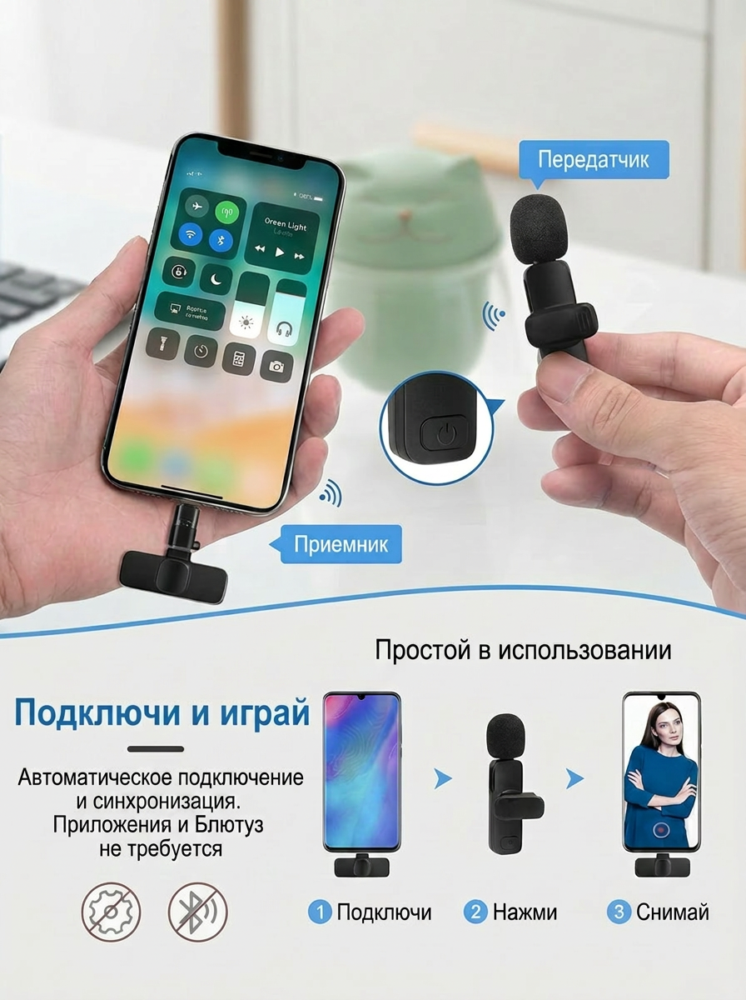 Передатчик
Oreen Light
Приемник
Простой в использовании
Подключи и играй
Автоматическое подключение
и синхронизация.
Приложения и Блютуз
не требуется
1 Подключи
2 Нажми
3 Снимай